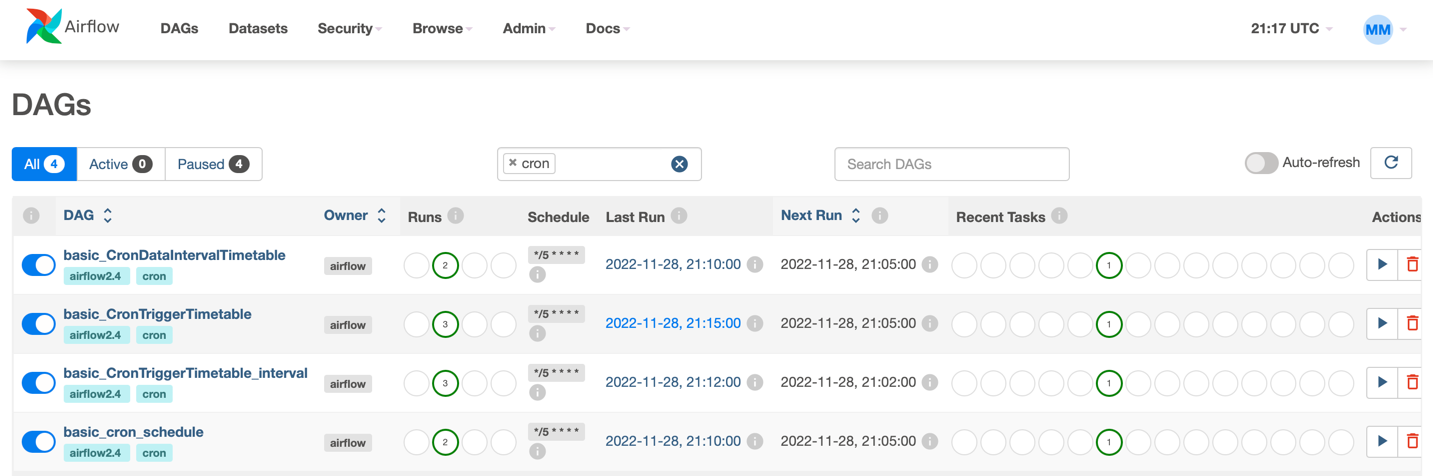 Airflow DAGs Datasets Security Browse Admin Docs 21:17 UTC MM
DAGs
All 4 Active 0 Paused 4 × cron Search DAGs Auto-refresh
i DAG Owner Runs i Schedule Last Run i Next Run i Recent Tasks i Actions
basic_CronDataIntervalTimetable
airflow2.4 cron airflow 2 */5 * * * * i 2022-11-28, 21:10:00 i 2022-11-28, 21:05:00 i 1
basic_CronTriggerTimetable
airflow2.4 cron airflow 3 */5 * * * * i 2022-11-28, 21:15:00 i 2022-11-28, 21:05:00 i 1
basic_CronTriggerTimetable_interval
airflow2.4 cron airflow 3 */5 * * * * i 2022-11-28, 21:12:00 i 2022-11-28, 21:02:00 i 1
basic_cron_schedule
airflow2.4 cron airflow 2 */5 * * * * i 2022-11-28, 21:10:00 i 2022-11-28, 21:05:00 i 1